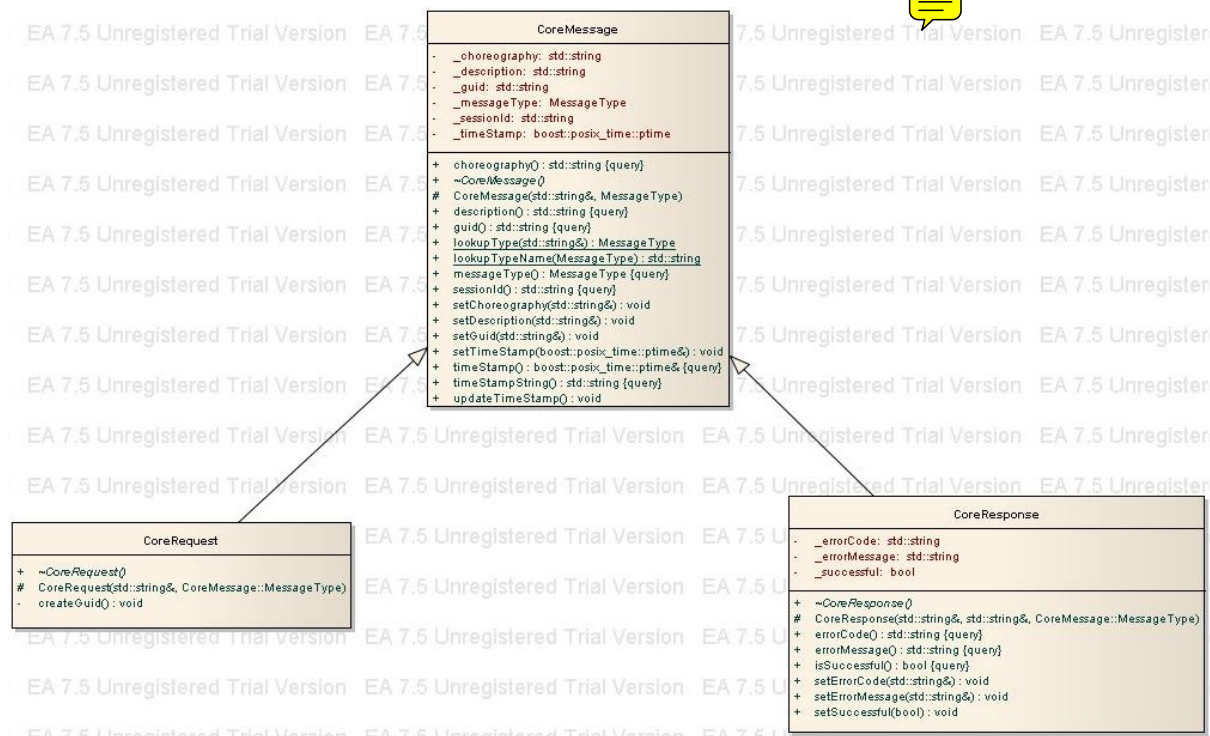 CoreMessage
- _choreography: std::string
- _description: std::string
- _guid: std::string
- _messageType: MessageType
- _sessionId: std::string
- _timeStamp: boost::posix_time::ptime
+ choreography() : std::string {query}
+ ~CoreMessage()
# CoreMessage(std::string&, MessageType)
+ description() : std::string {query}
+ guid() : std::string {query}
+ lookupType(std::string&) : MessageType
+ lookupTypeName(MessageType) : std::string
+ messageType() : MessageType {query}
+ sessionId() : std::string {query}
+ setChoreography(std::string&) : void
+ setDescription(std::string&) : void
+ setGuid(std::string&) : void
+ setTimeStamp(boost::posix_time::ptime&) : void
+ timeStamp() : boost::posix_time::ptime& {query}
+ timeStampString() : std::string {query}
+ updateTimeStamp() : void
CoreRequest
+ ~CoreRequest()
# CoreRequest(std::string&, CoreMessage::MessageType)
- createGuid() : void
CoreResponse
- _errorCode: std::string
- _errorMessage: std::string
- _successful: bool
+ ~CoreResponse()
# CoreResponse(std::string&, std::string&, CoreMessage::MessageType)
+ errorCode() : std::string {query}
+ errorMessage() : std::string {query}
+ isSuccessful() : bool {query}
+ setErrorCode(std::string&) : void
+ setErrorMessage(std::string&) : void
+ setSuccessful(bool) : void
EA 7.5 Unregistered Trial Version